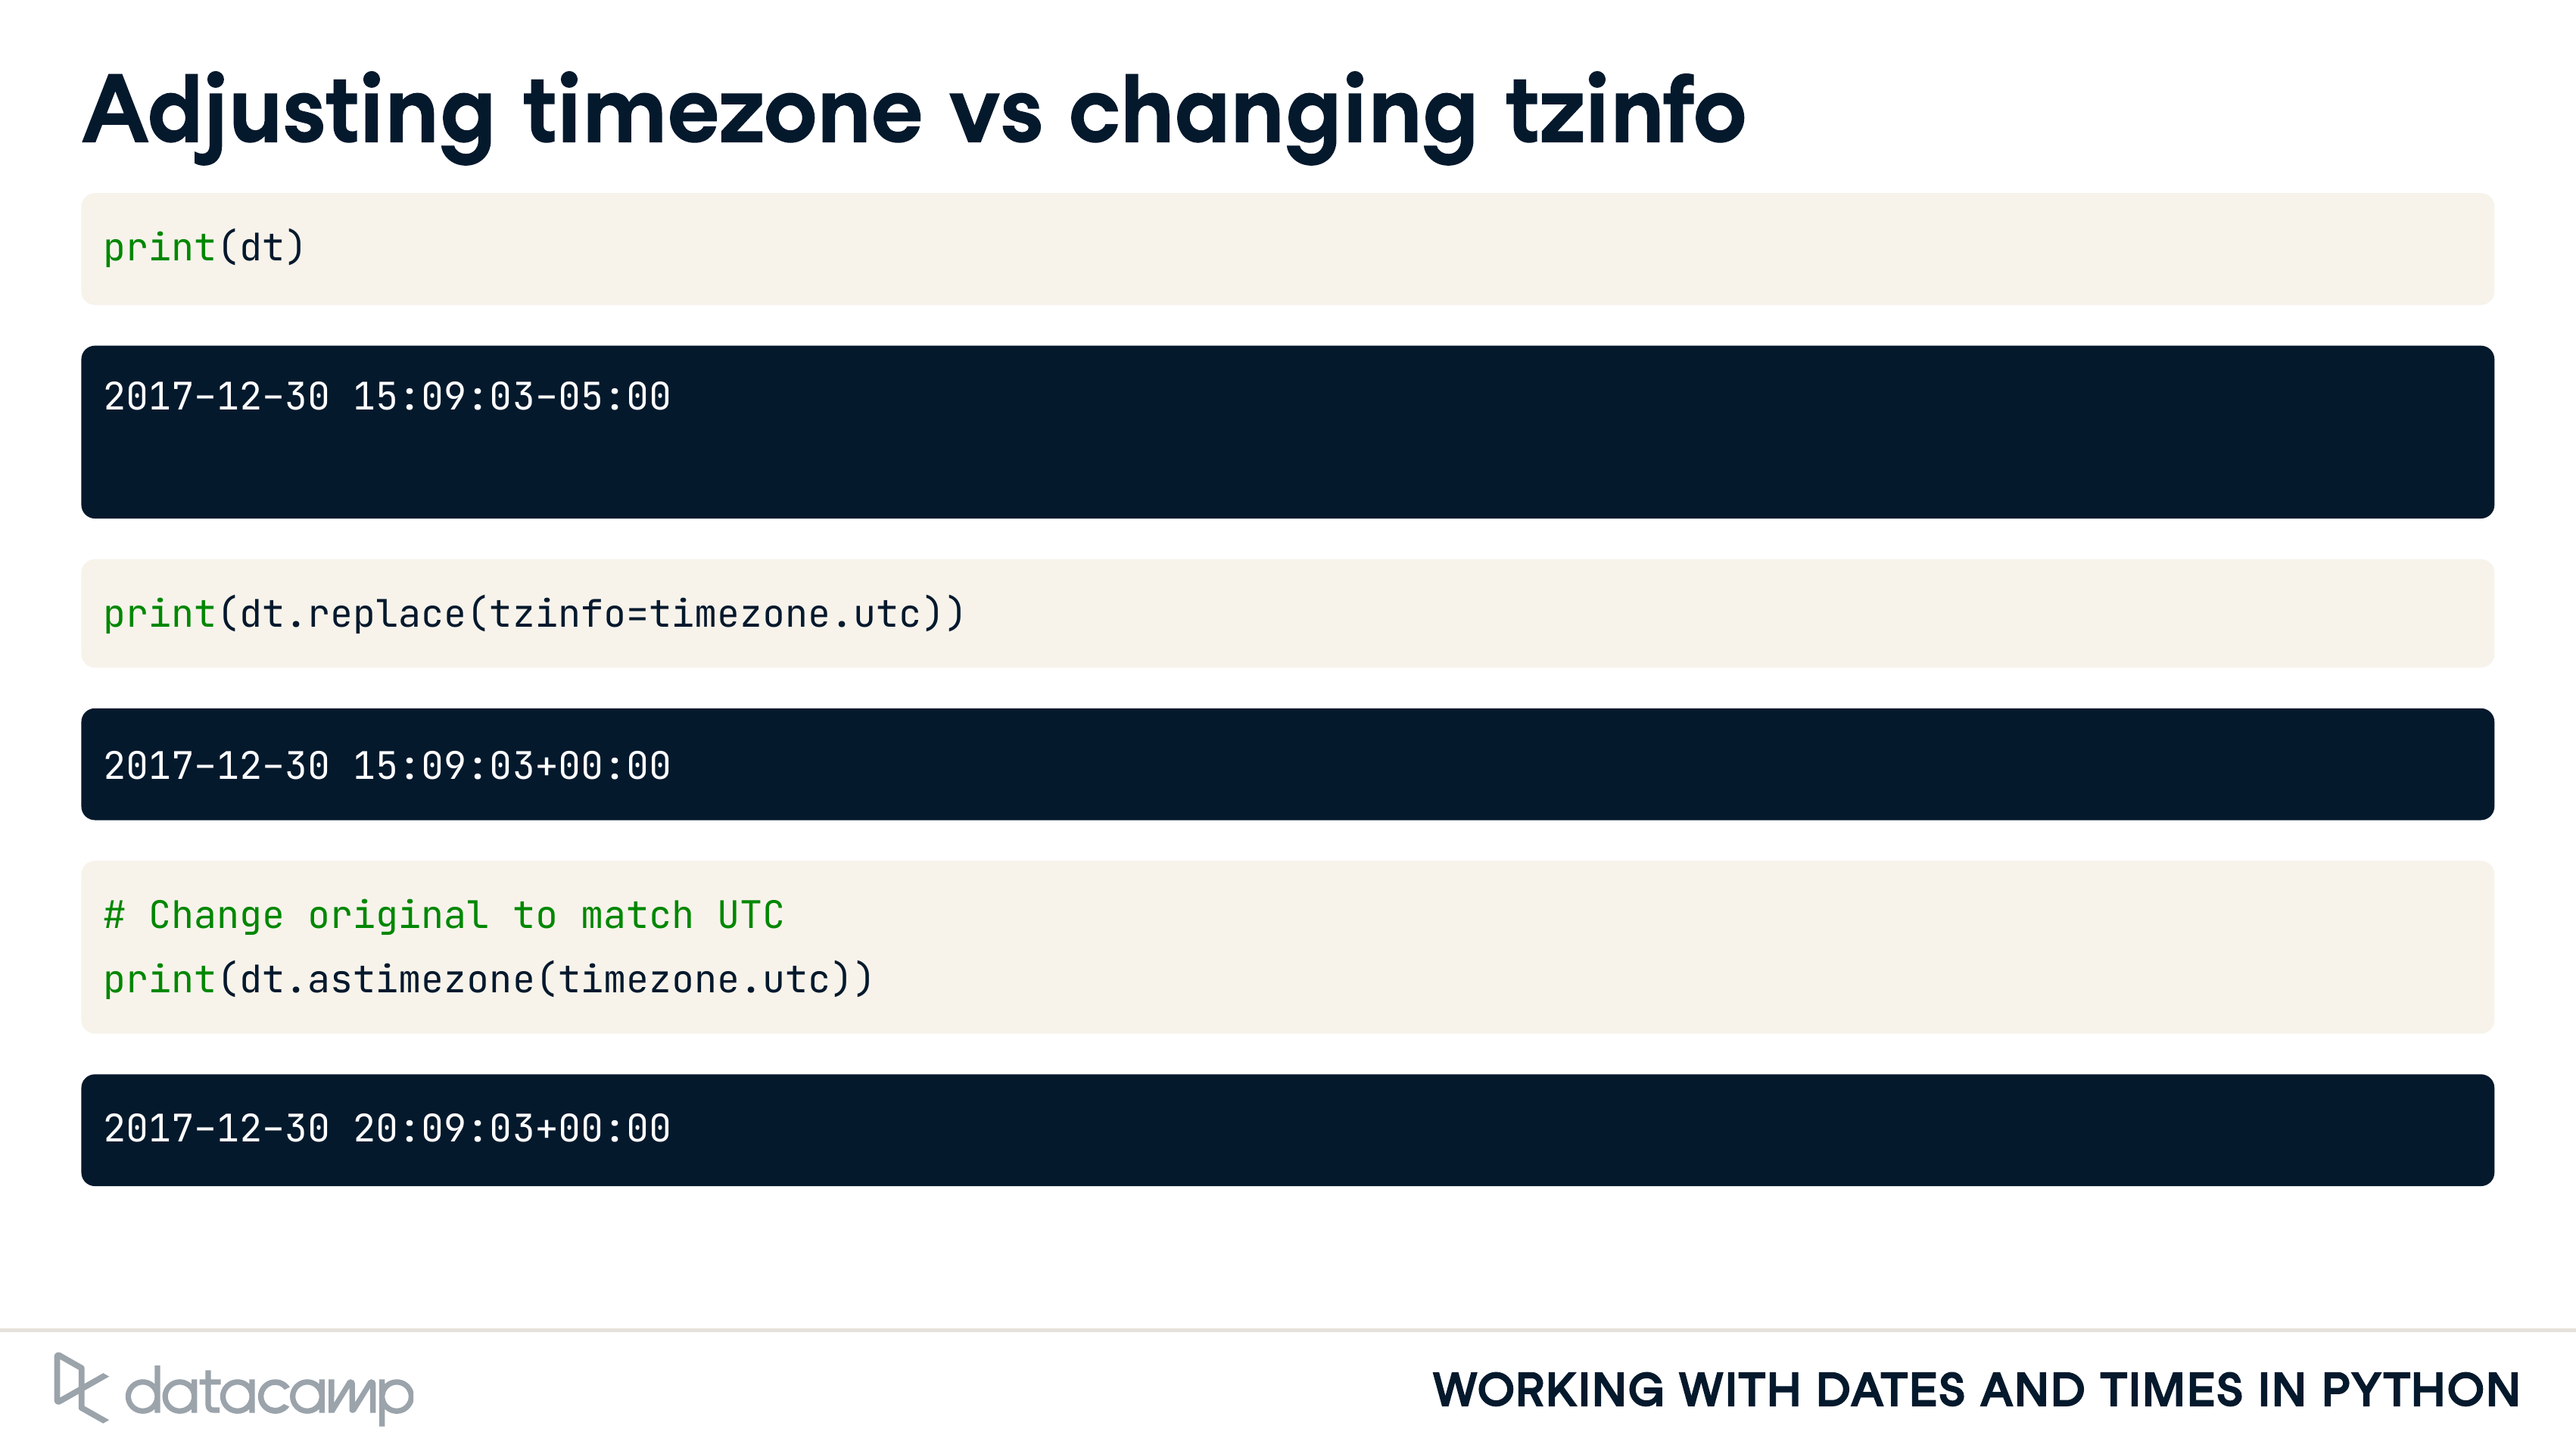 Adjusting timezone vs changing tzinfo
print(dt)
2017-12-30 15:09:03-05:00
print(dt.replace(tzinfo=timezone.utc))
2017-12-30 15:09:03+00:00
# Change original to match UTC
print(dt.astimezone(timezone.utc))
2017-12-30 20:09:03+00:00
datacamp
WORKING WITH DATES AND TIMES IN PYTHON